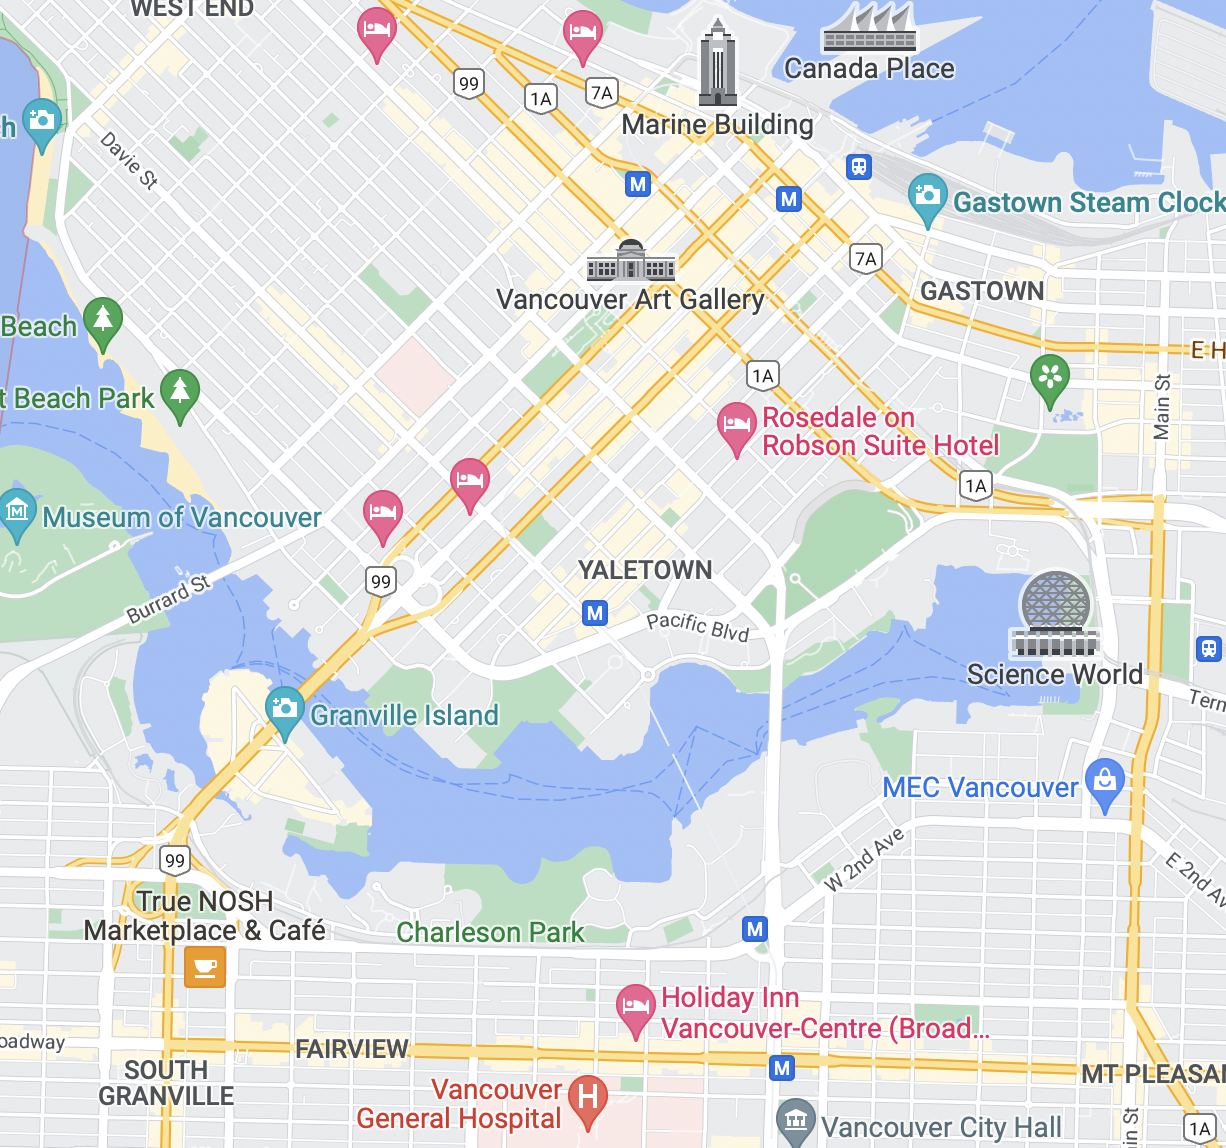 WEST END
99
1A
7A
Canada Place
Marine Building
h
Davie St
M
M
Gastown Steam Clock
7A
GASTOWN
Vancouver Art Gallery
Beach
E H
t Beach Park
1A
Main St
Rosedale on
Robson Suite Hotel
1A
M
Museum of Vancouver
YALETOWN
99
Burrard St
M
Pacific Blvd
Science World
Tern
Granville Island
MEC Vancouver
W 2nd Ave
E 2nd Av
99
True NOSH
Marketplace & Café
Charleson Park
M
Holiday Inn
Vancouver-Centre (Broad...
oadway
FAIRVIEW
M
SOUTH
GRANVILLE
MT PLEASAN
Vancouver
General Hospital
H
Vancouver City Hall
in St
1A